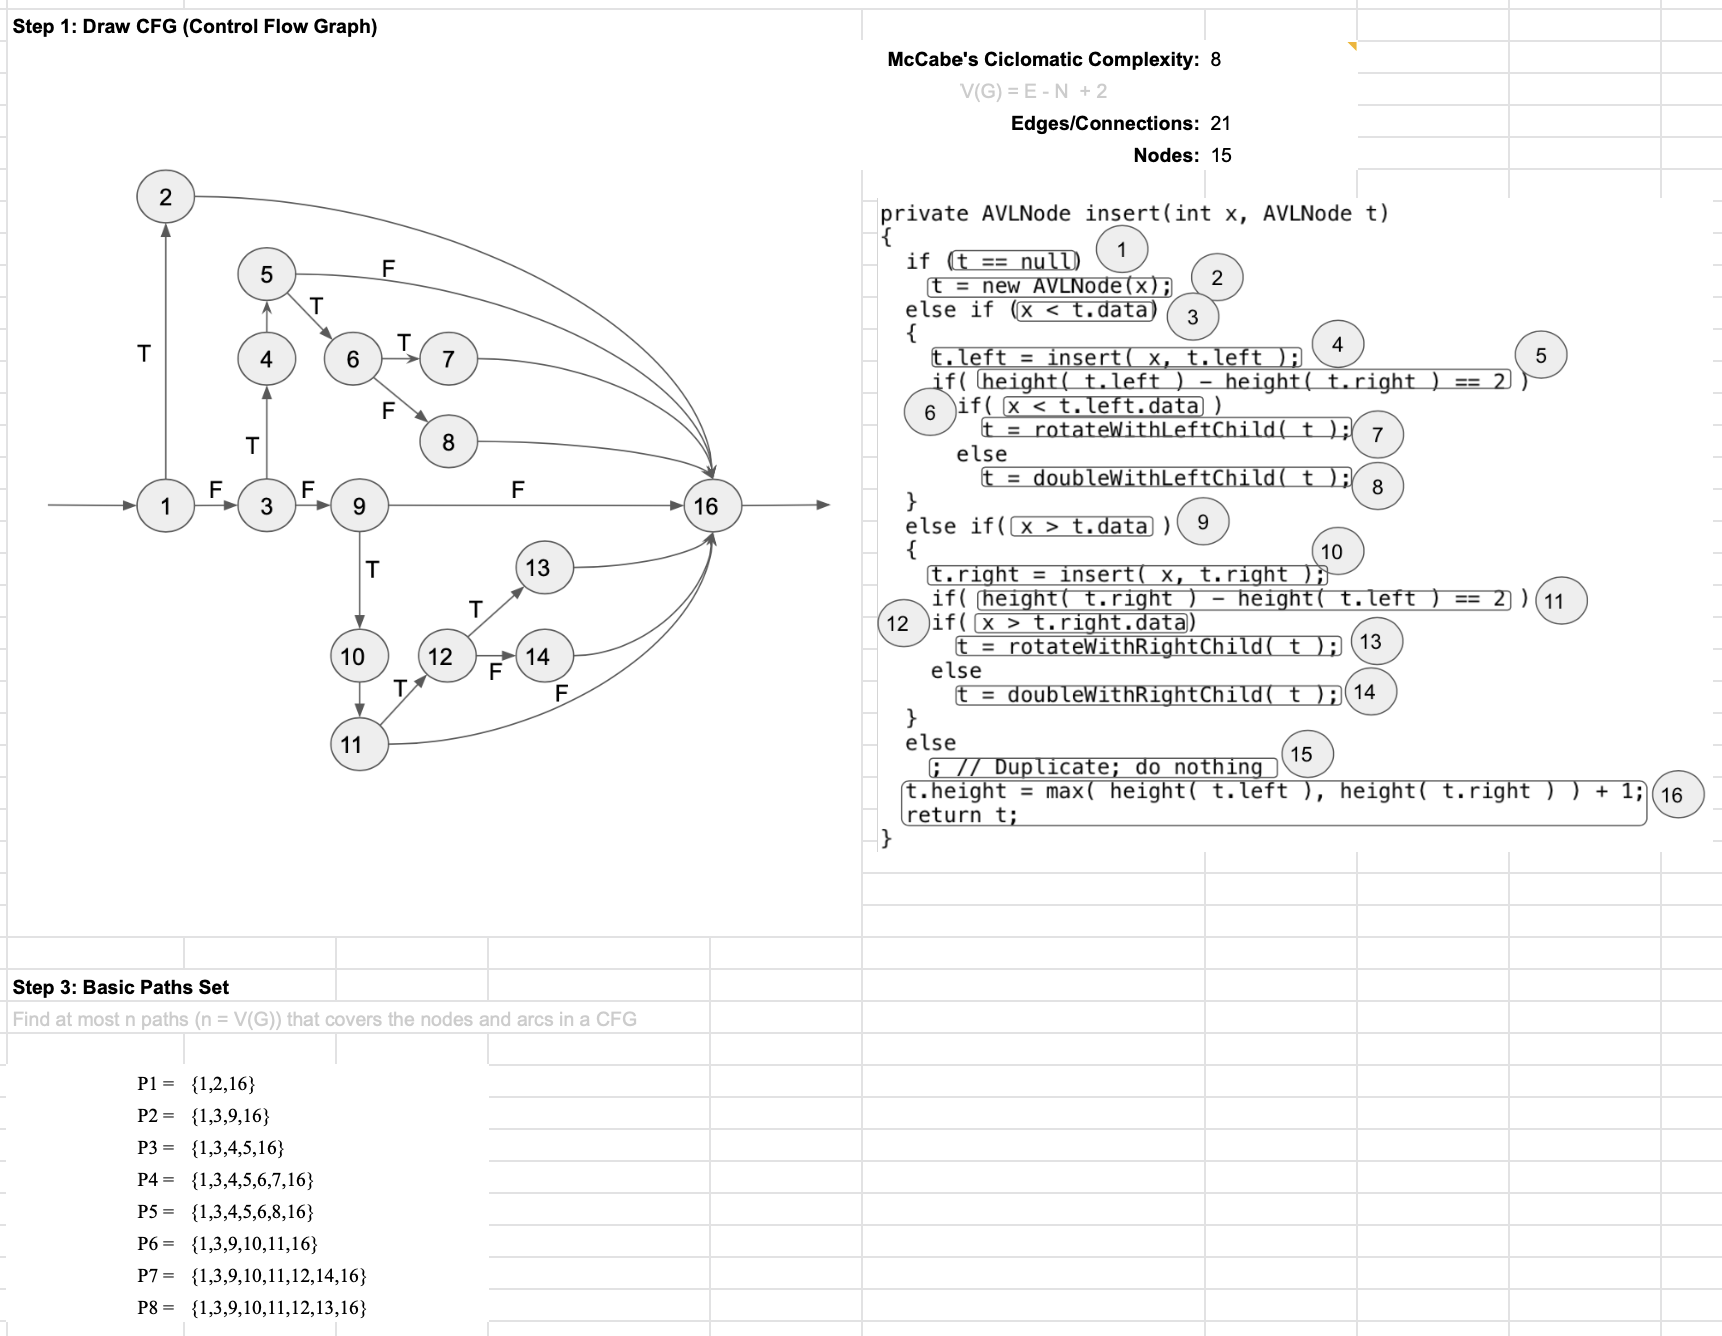 Step 1: Draw CFG (Control Flow Graph)
McCabe's Ciclomatic Complexity: 8
V(G) = E - N + 2
Edges/Connections: 21
Nodes: 15
2
5
F
T
4
6
T
7
T
F
8
T
1
F
3
F
9
F
16
T
13
T
10
12
F
14
T
F
11
private AVLNode insert(int x, AVLNode t)
{
if (t == null) 1
t = new AVLNode(x); 2
else if (x < t.data) 3
{
t.left = insert( x, t.left ); 4
if( height( t.left ) - height( t.right ) == 2 ) 5
6 if( x < t.left.data )
t = rotateWithLeftChild( t ); 7
else
t = doubleWithLeftChild( t ); 8
}
else if( x > t.data ) 9
{
t.right = insert( x, t.right ); 10
if( height( t.right ) - height( t.left ) == 2 ) 11
12 if( x > t.right.data)
t = rotateWithRightChild( t ); 13
else
t = doubleWithRightChild( t ); 14
}
else
; // Duplicate; do nothing 15
t.height = max( height( t.left ), height( t.right ) ) + 1; 16
return t;
}
Step 3: Basic Paths Set
Find at most n paths (n = V(G)) that covers the nodes and arcs in a CFG
P1 = {1,2,16}
P2 = {1,3,9,16}
P3 = {1,3,4,5,16}
P4 = {1,3,4,5,6,7,16}
P5 = {1,3,4,5,6,8,16}
P6 = {1,3,9,10,11,16}
P7 = {1,3,9,10,11,12,14,16}
P8 = {1,3,9,10,11,12,13,16}